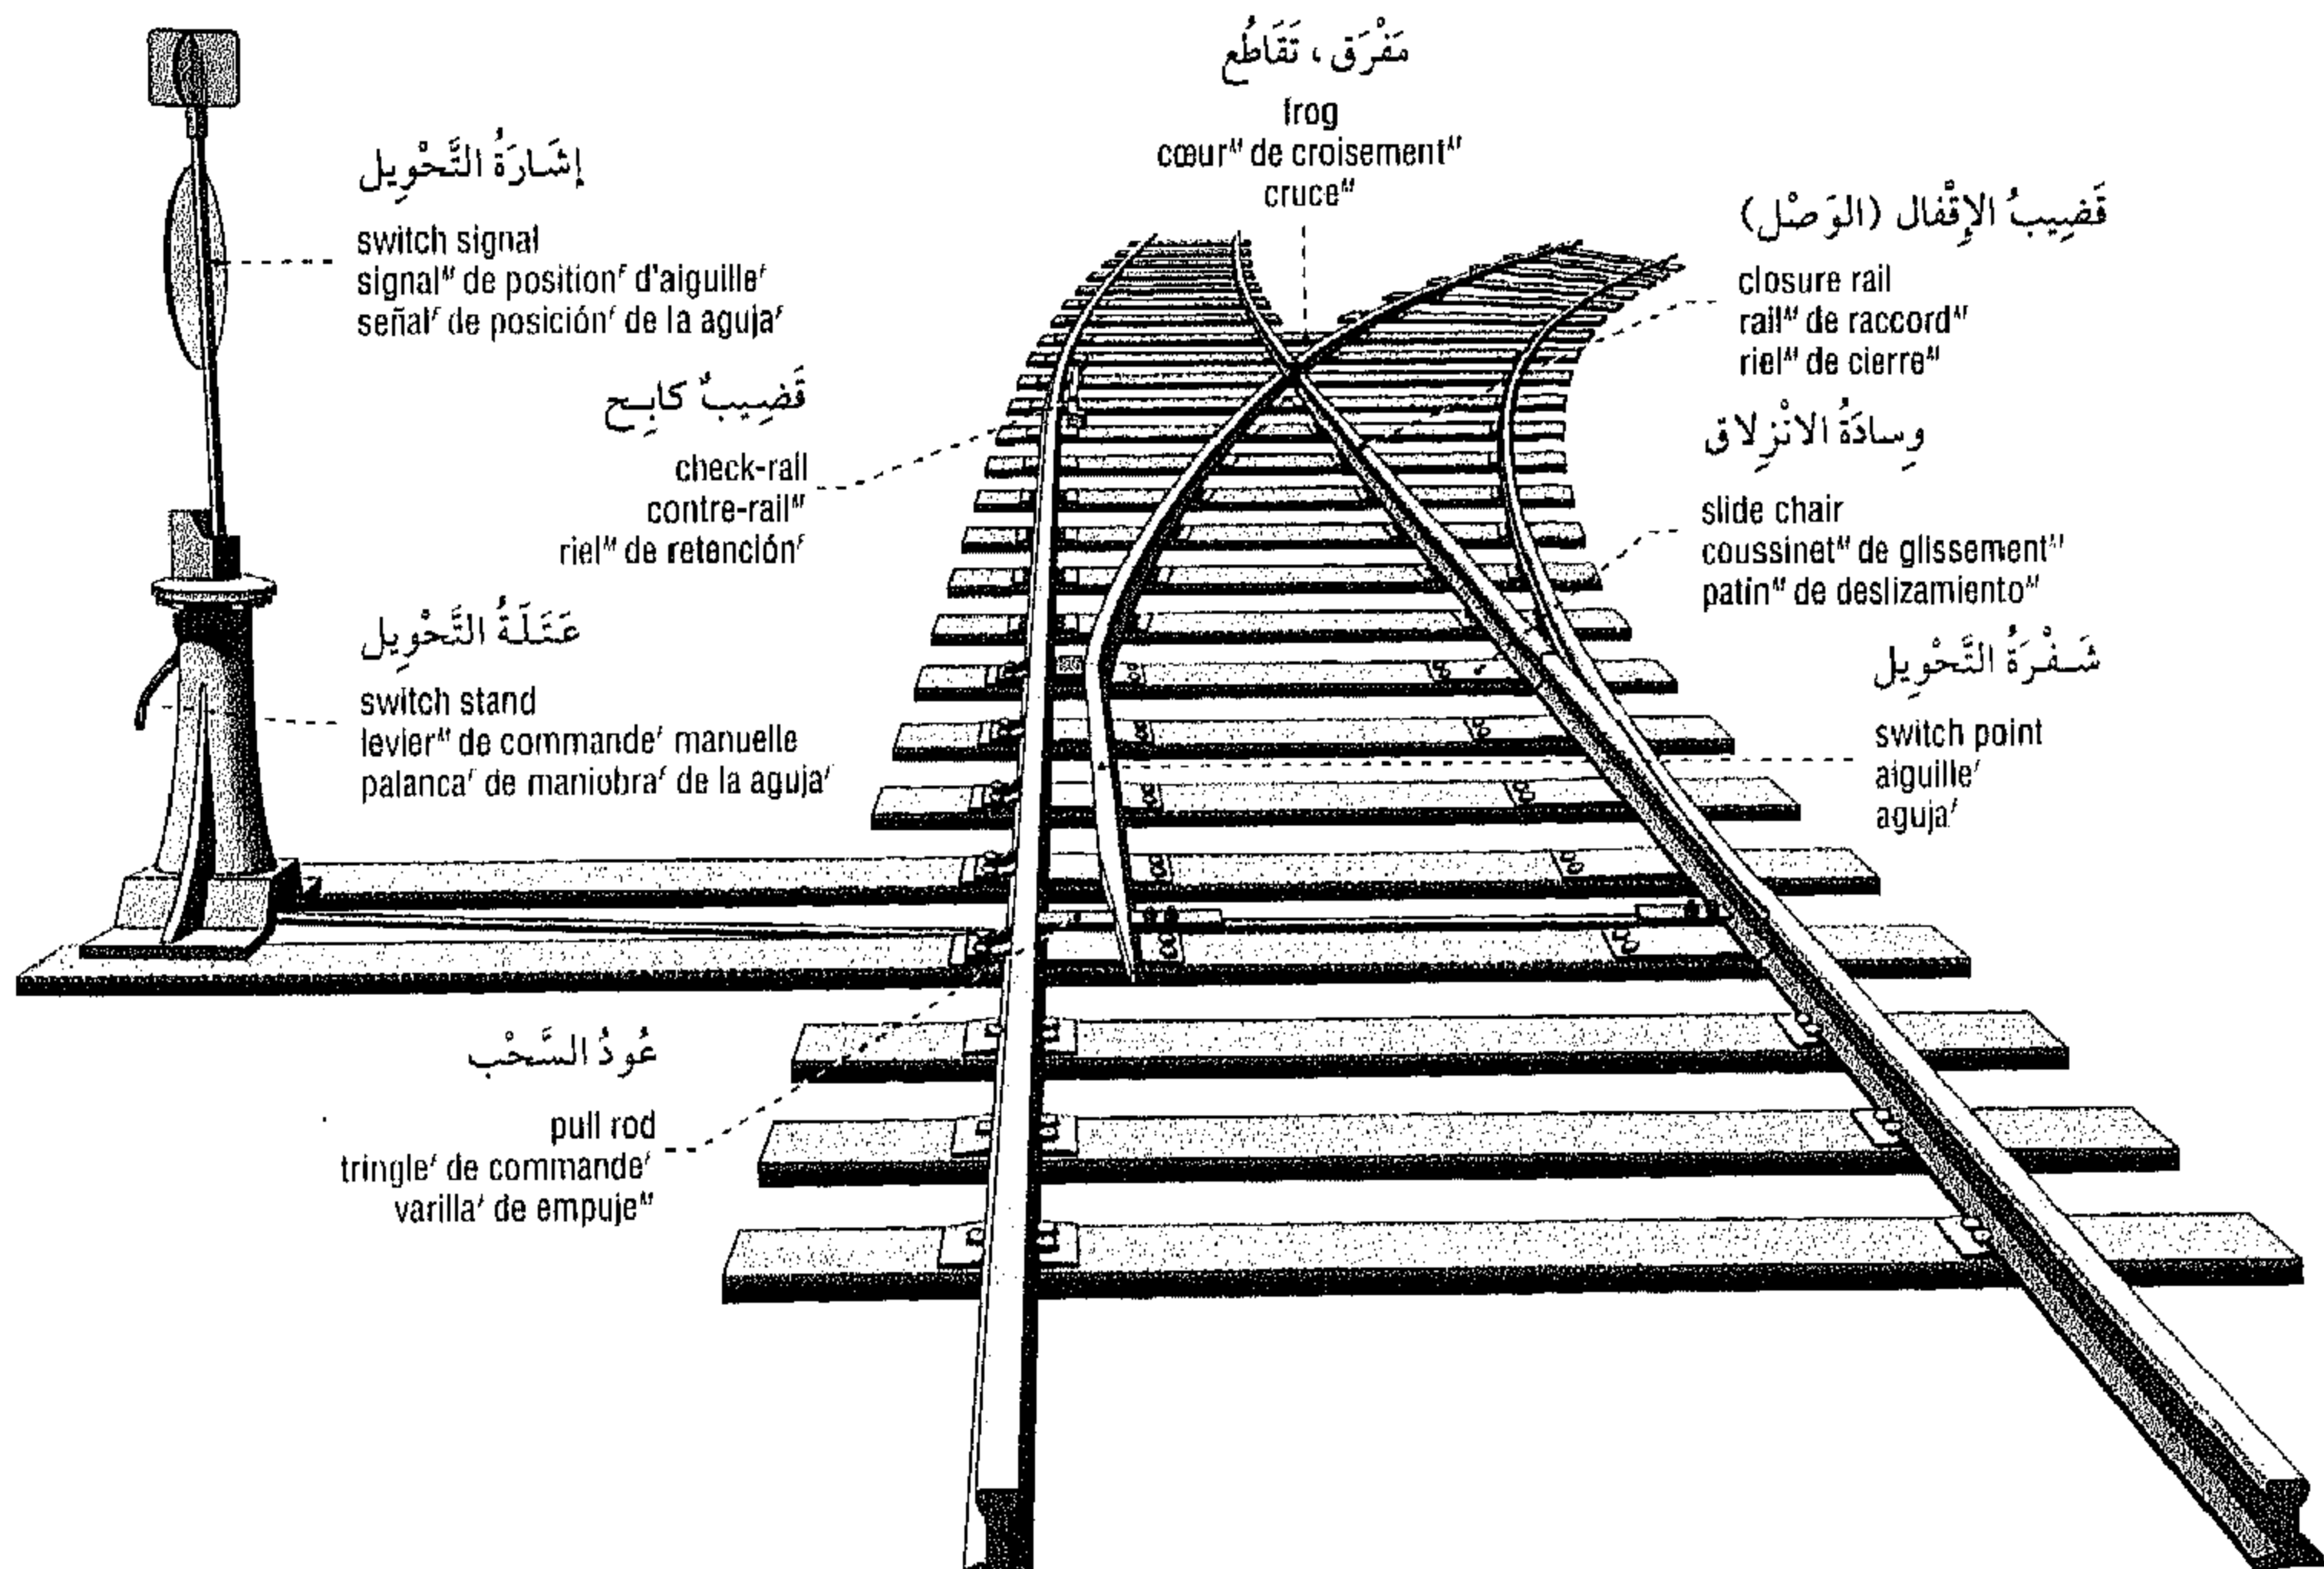 مَفْرَق ، تَقَاطُع
frog
cœurᴹ de croisementᴹ
cruceᴹ
إشَارَةُ التَّحْوِيل
switch signal
signalᴹ de positionᶠ d'aiguilleᶠ
señalᶠ de posiciónᶠ de la agujaᶠ
قَضِيبُ الإقْفال (الوَصْل)
closure rail
railᴹ de raccordᴹ
rielᴹ de cierreᴹ
قَضِيبٌ كابِح
check-rail
contre-railᴹ
rielᴹ de retenciónᶠ
وِسادَةُ الانْزِلاق
slide chair
coussinetᴹ de glissementᴹ
patínᴹ de deslizamientoᴹ
عَتَلَةُ التَّحْوِيل
switch stand
levierᴹ de commandeᶠ manuelle
palancaᶠ de maniobraᶠ de la agujaᶠ
شَفْرَةُ التَّحْوِيل
switch point
aiguilleᶠ
agujaᶠ
عُودُ السَّحْب
pull rod
tringleᶠ de commandeᶠ
varillaᶠ de empujeᴹ